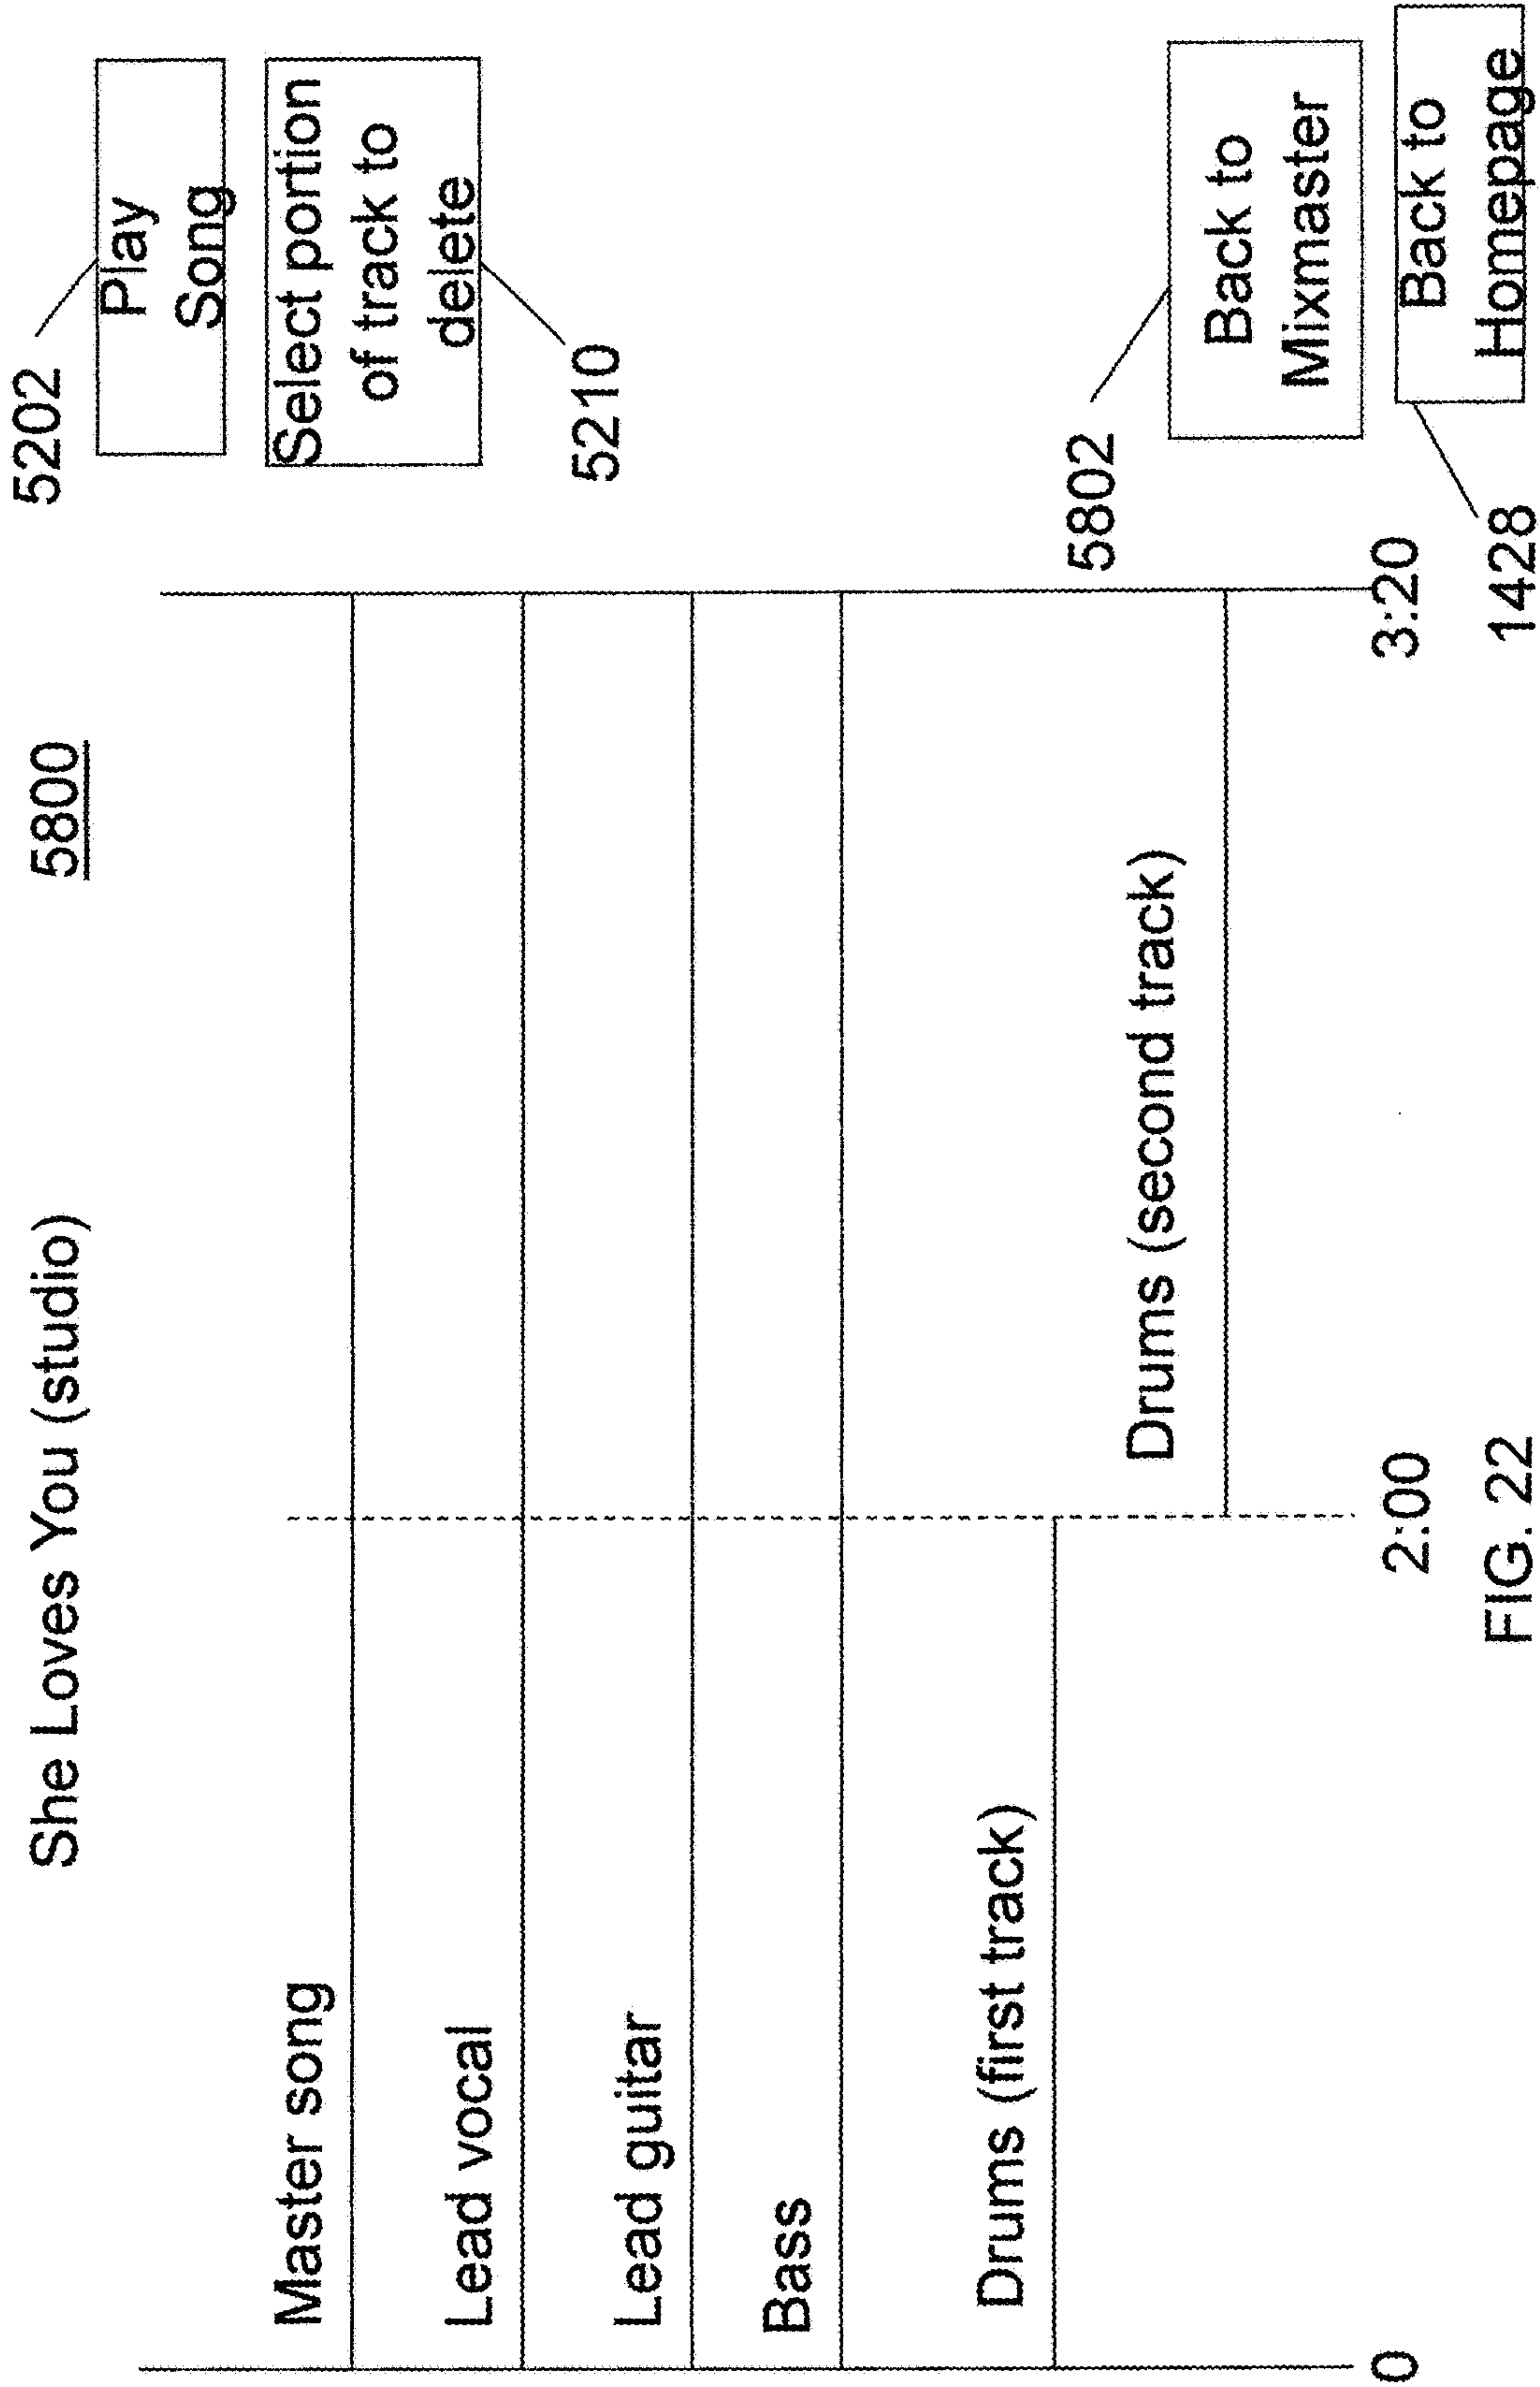 She Loves You (studio)
5800
5202
Play
Song
Select portion
of track to
delete
5210
Master song
Lead vocal
Lead guitar
Bass
Drums (first track)
Drums (second track)
5802
Back to
Mixmaster
Back to
Homepage
1428
0
2:00
3:20
FIG. 22